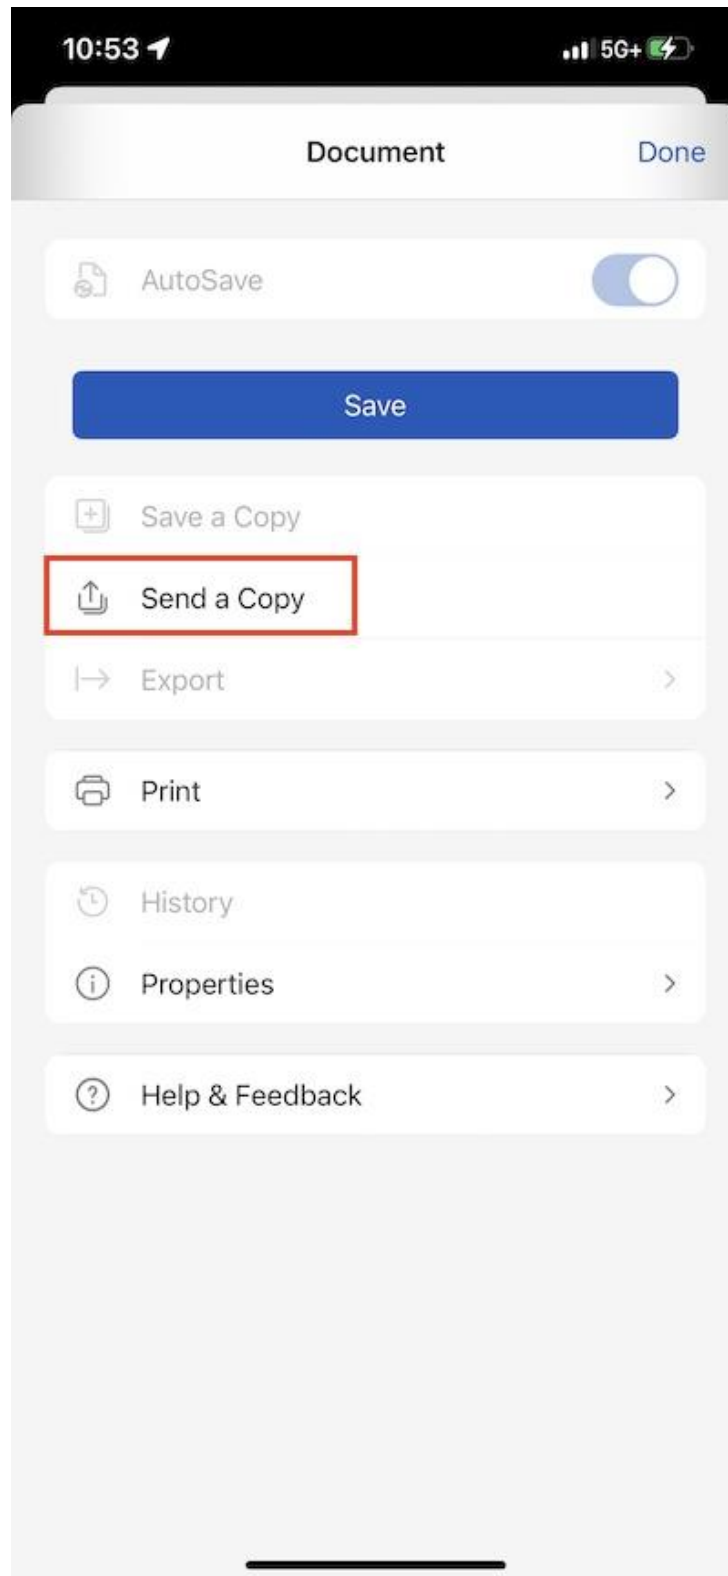 10:53
5G+
Document
Done
AutoSave
Save
Save a Copy
Send a Copy
Export
Print
History
Properties
Help & Feedback